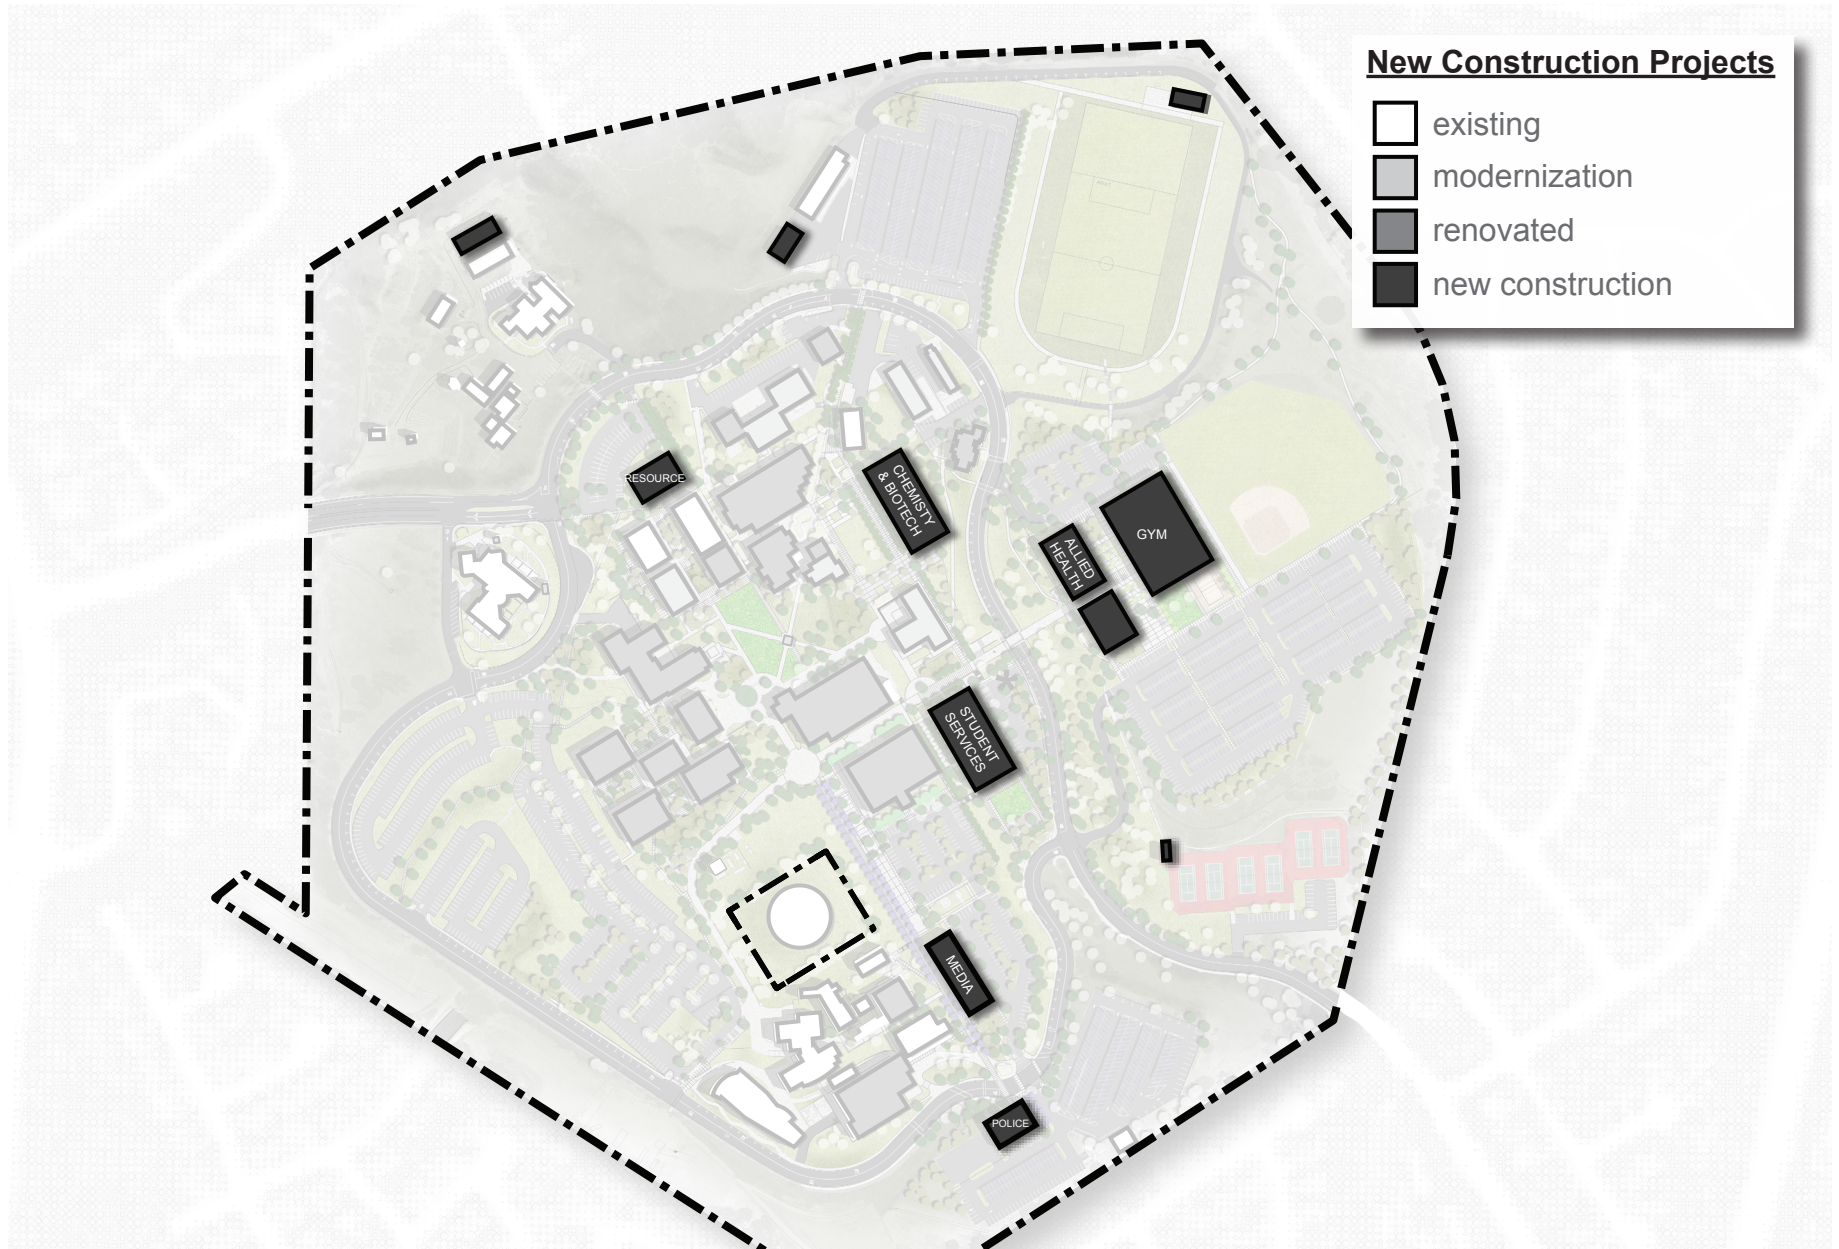 New Construction Projects
existing
modernization
renovated
new construction
RESOURCE
CHEMISTY
& BIOTECH
GYM
ALLIED
HEALTH
STUDENT
SERVICES
MEDIA
POLICE